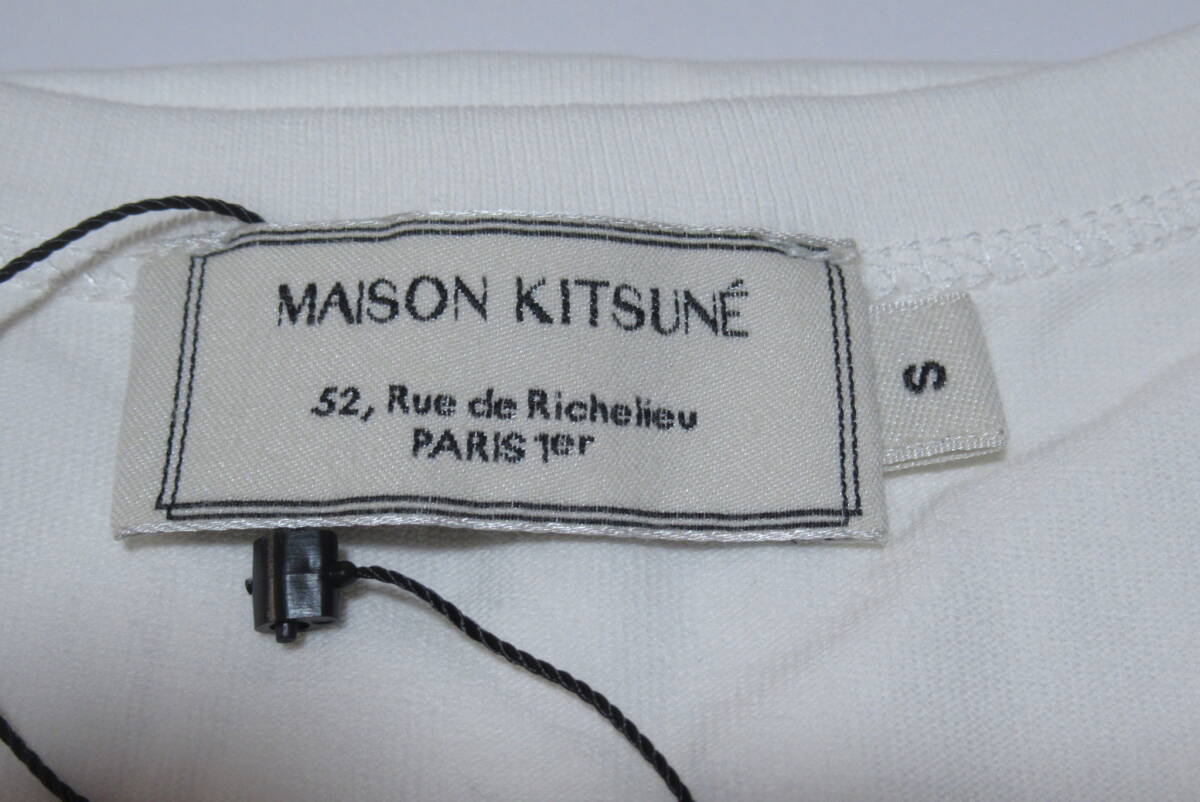 MAISON KITSUNÉ
52, Rue de Richelieu
PARIS 1er
S